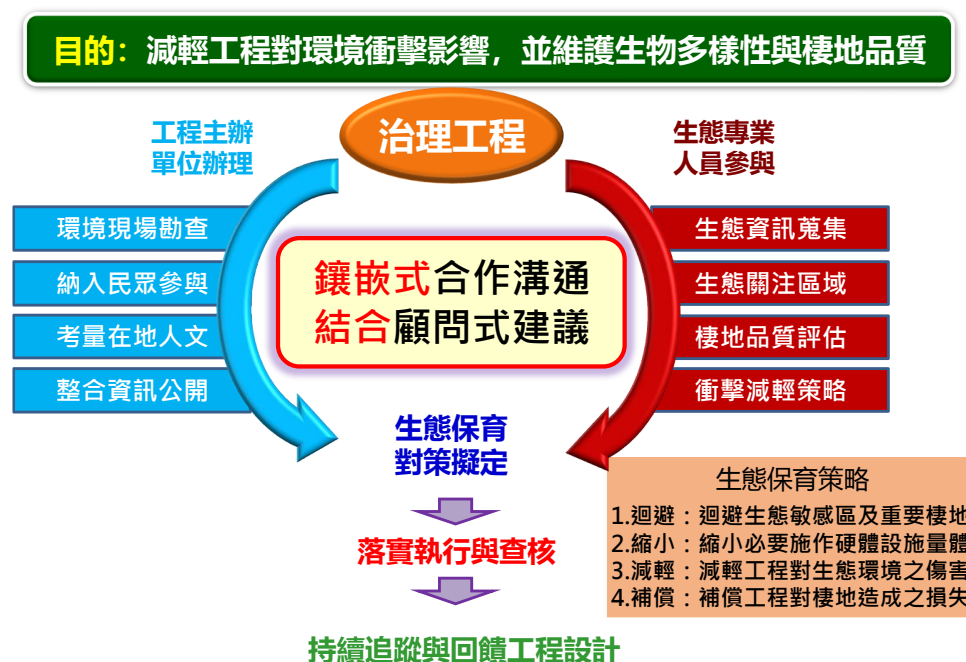 目的：減輕工程對環境衝擊影響，並維護生物多樣性與棲地品質
治理工程
工程主辦
單位辦理
環境現場勘查
納入民眾參與
考量在地人文
整合資訊公開
生態專業
人員參與
生態資訊蒐集
生態關注區域
棲地品質評估
衝擊減輕策略
鑲嵌式合作溝通
結合顧問式建議
生態保育
對策擬定
落實執行與查核
持續追蹤與回饋工程設計
生態保育策略
1.迴避：迴避生態敏感區及重要棲地
2.縮小：縮小必要施作硬體設施量體
3.減輕：減輕工程對生態環境之傷害
4.補償：補償工程對棲地造成之損失